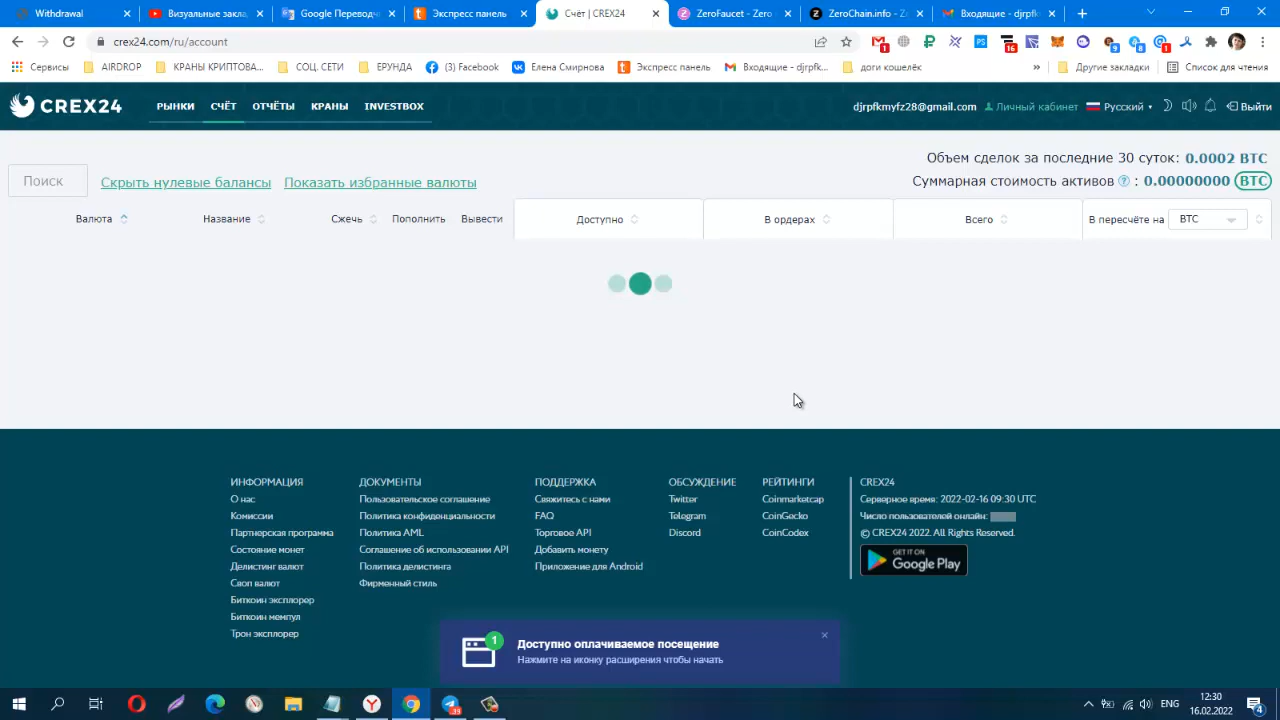 Withdrawal
Визуальные закла
Google Переводч
Экспресс панель
Счёт | CREX24
ZeroFaucet - Zero
ZeroChain.info - Ze
Входящие - djrpfk
crex24.com/ru/account
Сервисы
AIRDROP
КРАНЫ КРИПТОВА...
СОЦ. СЕТИ
ЕРУНДА
(3) Facebook
Елена Смирнова
Экспресс панель
Входящие - djrpfk...
доги кошелёк
»
Другие закладки
Список для чтения
CREX24
РЫНКИ
СЧЁТ
ОТЧЁТЫ
КРАНЫ
INVESTBOX
djrpfkmyfz28@gmail.com
Личный кабинет
Русский
Выйти
Объем сделок за последние 30 суток: 0.0002 BTC
Поиск
Скрыть нулевые балансы
Показать избранные валюты
Суммарная стоимость активов ? : 0.00000000 BTC
Валюта
Название
Сжечь
Пополнить
Вывести
Доступно
В ордерах
Всего
В пересчёте на
BTC
ИНФОРМАЦИЯ
О нас
Комиссии
Партнерская программа
Состояние монет
Делистинг валют
Своп валют
Биткоин эксплорер
Биткоин мемпул
Трон эксплорер
ДОКУМЕНТЫ
Пользовательское соглашение
Политика конфиденциальности
Политика AML
Соглашение об использовании API
Политика делистинга
Фирменный стиль
ПОДДЕРЖКА
Свяжитесь с нами
FAQ
Торговое API
Добавить монету
Приложение для Android
ОБСУЖДЕНИЕ
Twitter
Telegram
Discord
РЕЙТИНГИ
Coinmarketcap
CoinGecko
CoinCodex
CREX24
Серверное время: 2022-02-16 09:30 UTC
Число пользователей онлайн:
© CREX24 2022. All Rights Reserved.
GET IT ON
Google Play
1
Доступно оплачиваемое посещение
Нажмите на иконку расширения чтобы начать
ENG
12:30
16.02.2022